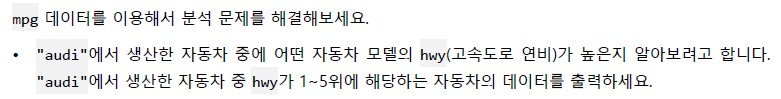 mpg 데이터를 이용해서 분석 문제를 해결해보세요.
• "audi"에서 생산한 자동차 중에 어떤 자동차 모델의 hwy(고속도로 연비)가 높은지 알아보려고 합니다.
"audi"에서 생산한 자동차 중 hwy가 1~5위에 해당하는 자동차의 데이터를 출력하세요.